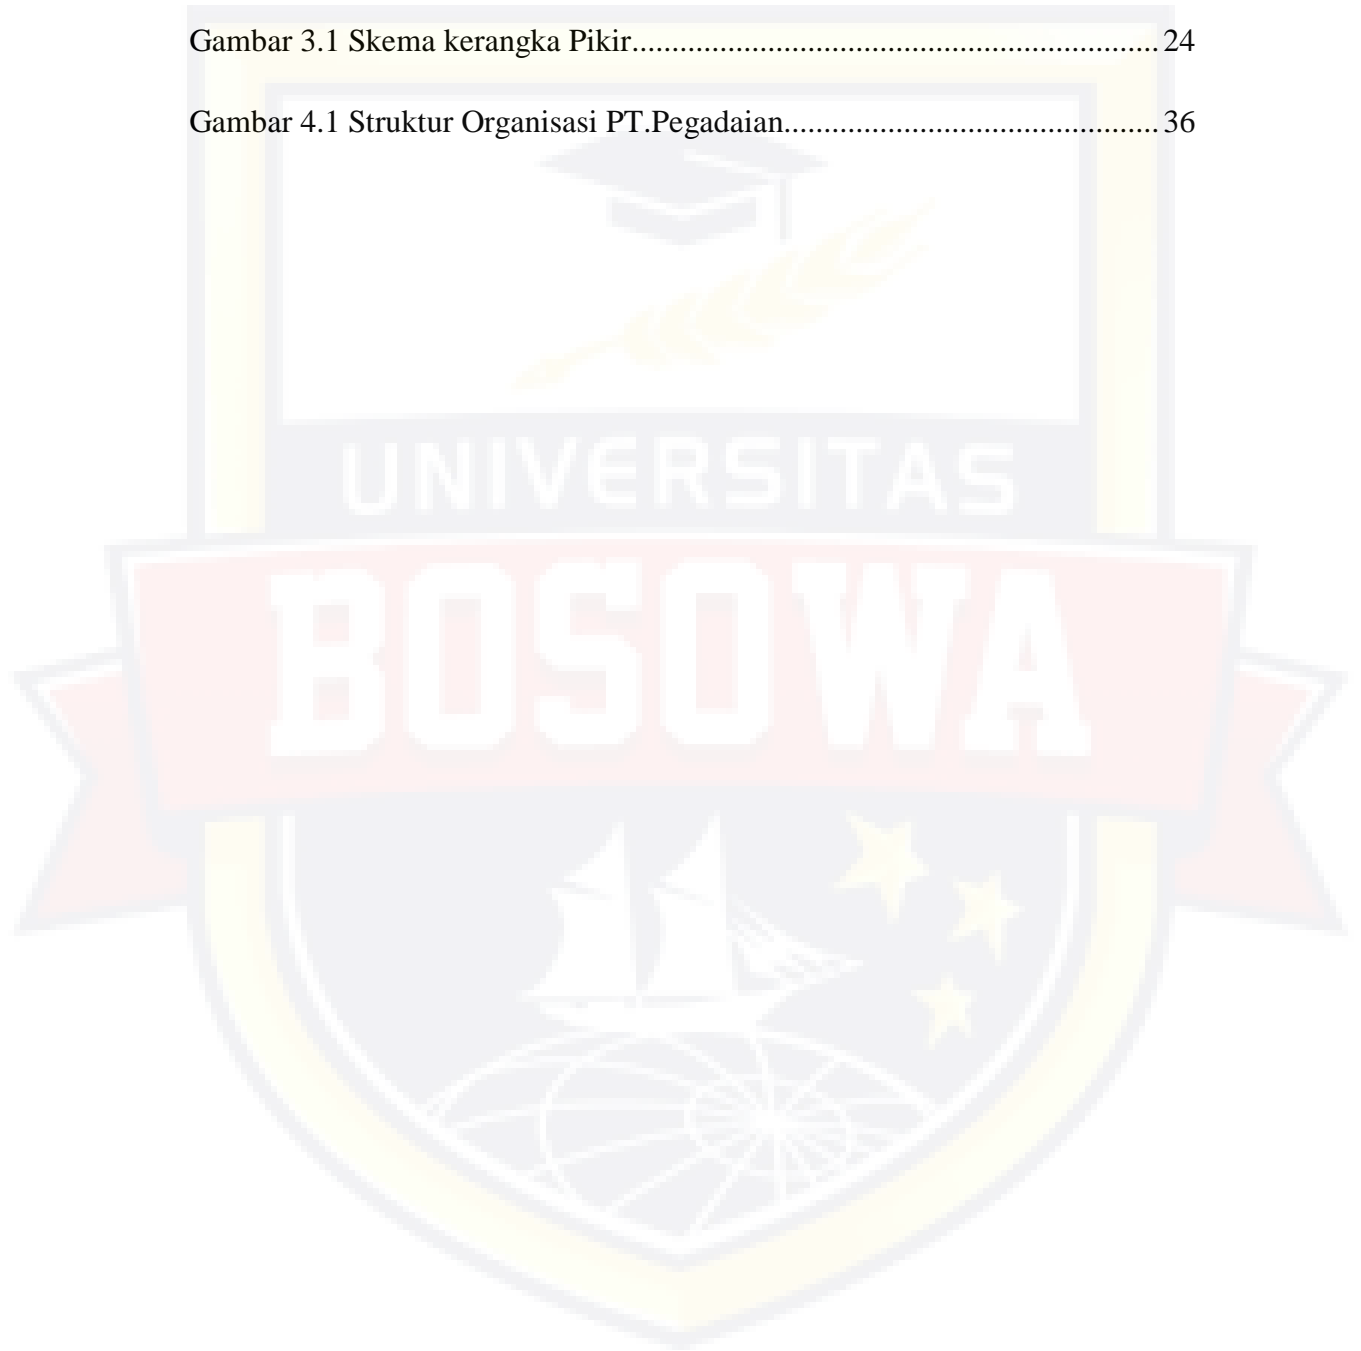 Gambar 3.1 Skema kerangka Pikir.................................................................. 24
Gambar 4.1 Struktur Organisasi PT.Pegadaian............................................... 36
UNIVERSITAS
BOSOWA